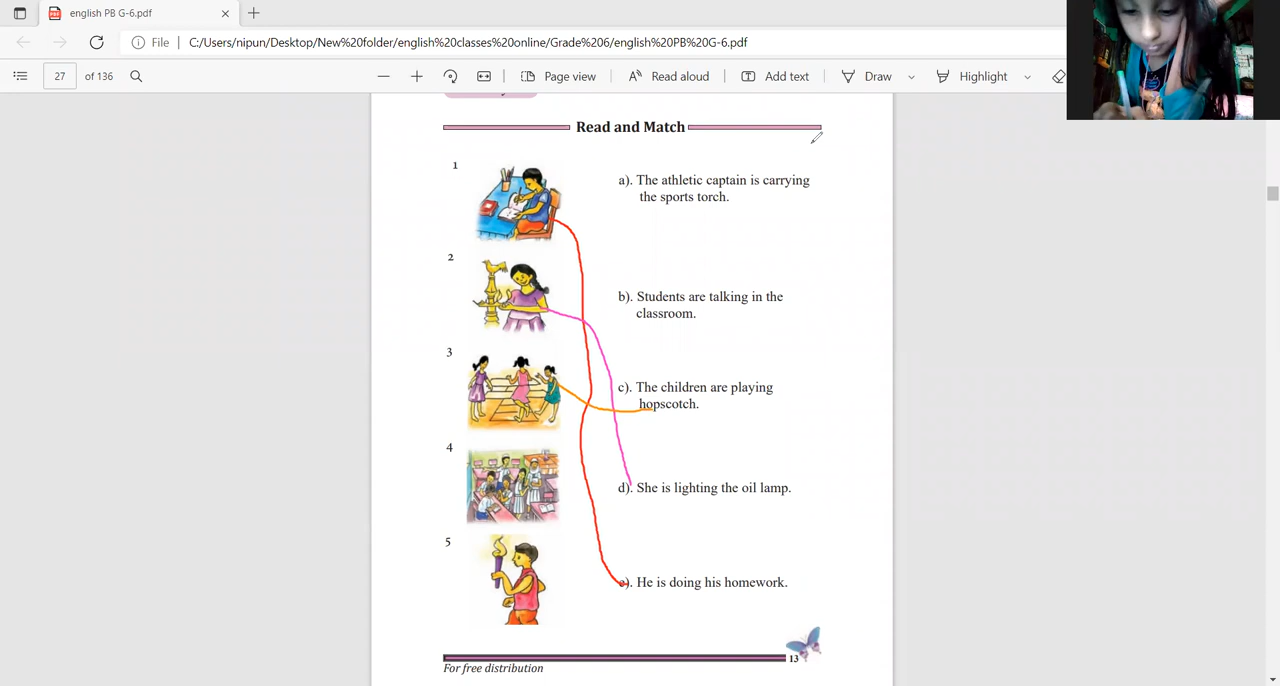 english PB G-6.pdf
File | C:/Users/nipun/Desktop/New%20folder/english%20classes%20online/Grade%206/english%20PB%20G-6.pdf
27 of 136 Page view Read aloud Add text Draw Highlight
Read and Match
1
a). The athletic captain is carrying
the sports torch.
2
b). Students are talking in the
classroom.
3
c). The children are playing
hopscotch.
4
d). She is lighting the oil lamp.
5
e). He is doing his homework.
13
For free distribution